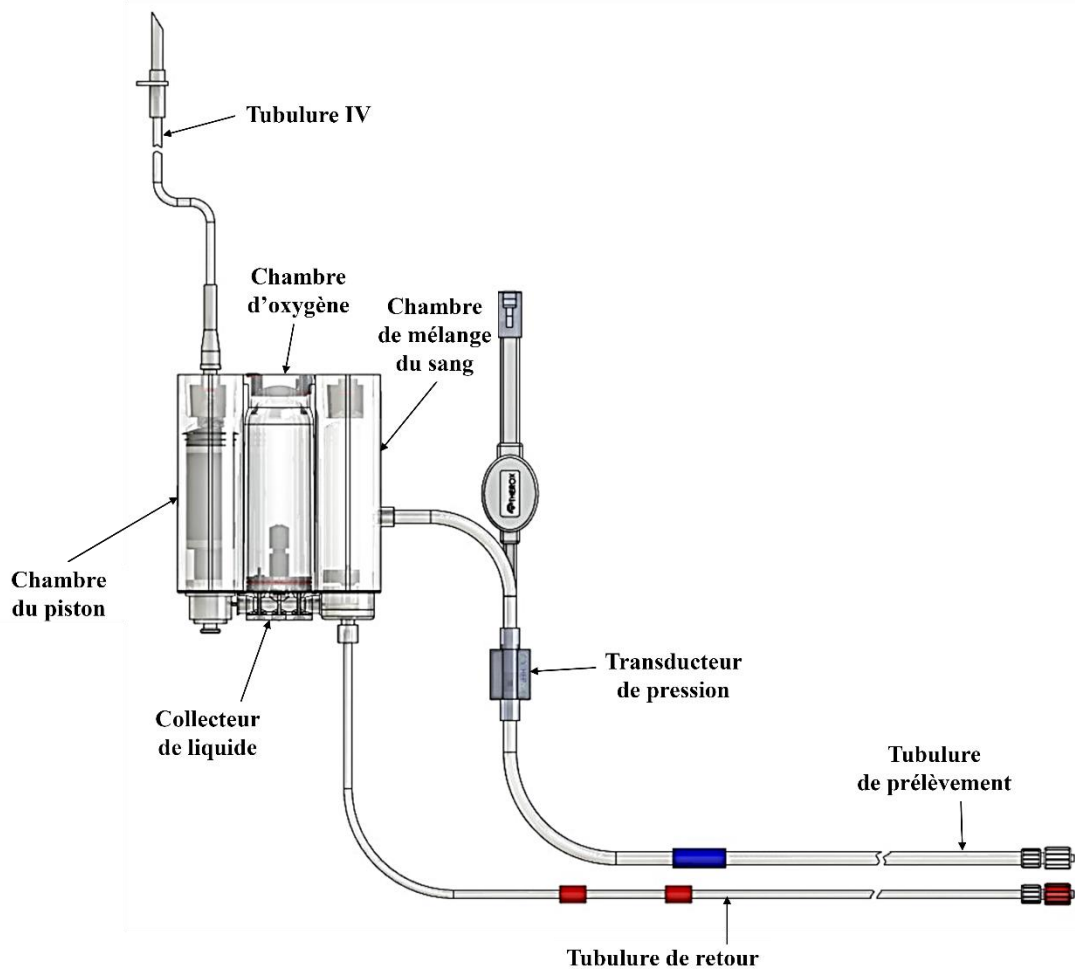 Tubulure IV
Chambre
d’oxygène
Chambre
de mélange
du sang
THEROX
Chambre
du piston
Transducteur
de pression
Collecteur
de liquide
Tubulure
de prélèvement
Tubulure de retour